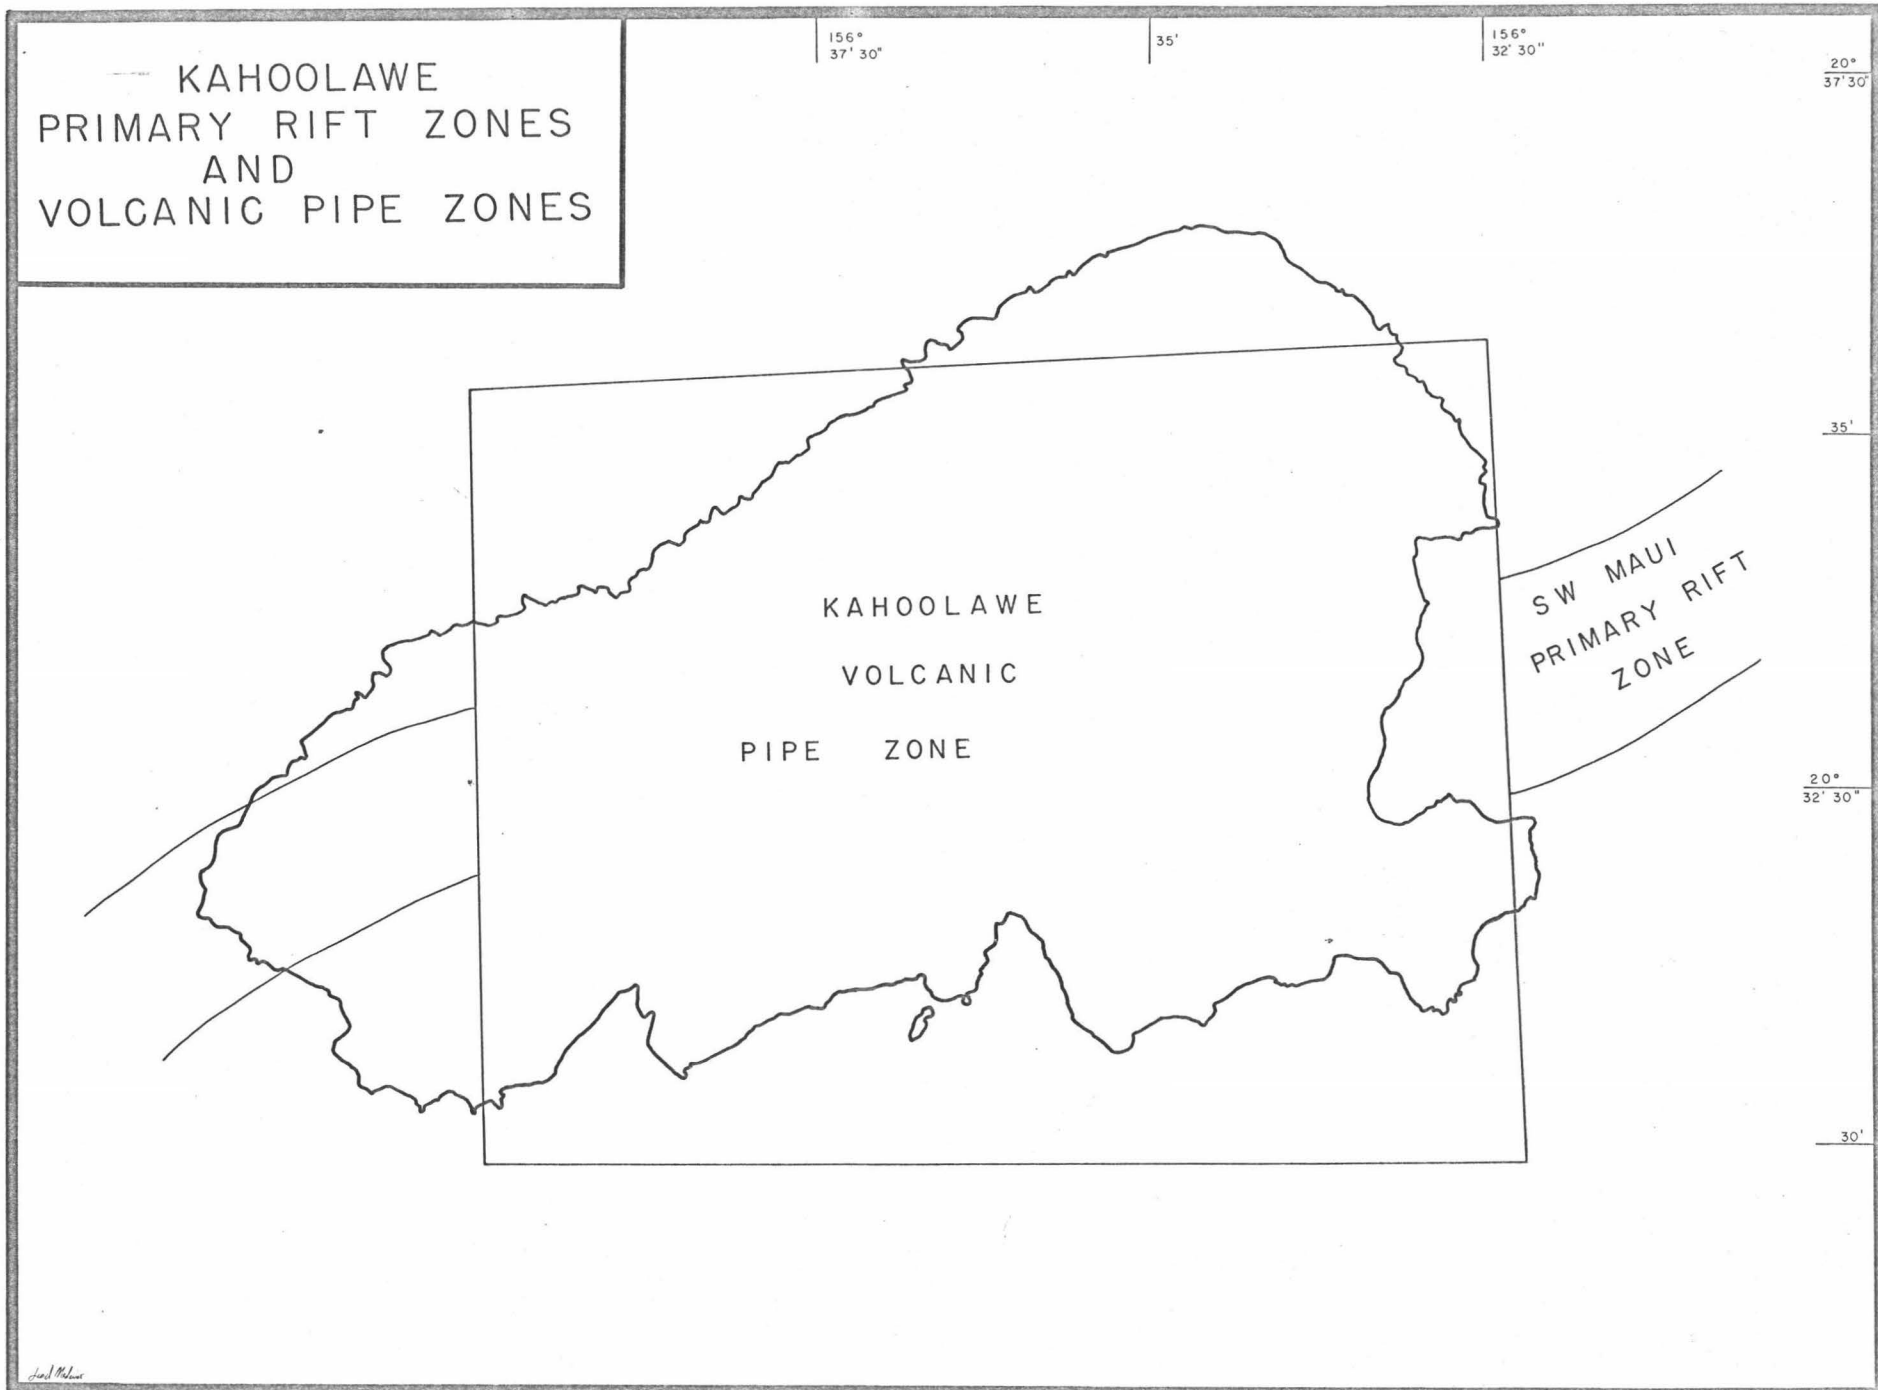 KAHOOLAWE
PRIMARY RIFT ZONES
AND
VOLCANIC PIPE ZONES
156°
37' 30"
35'
156°
32' 30"
20°
37'30"
35'
SW MAUI
PRIMARY RIFT
ZONE
KAHOOLAWE
VOLCANIC
PIPE ZONE
20°
32' 30"
30'